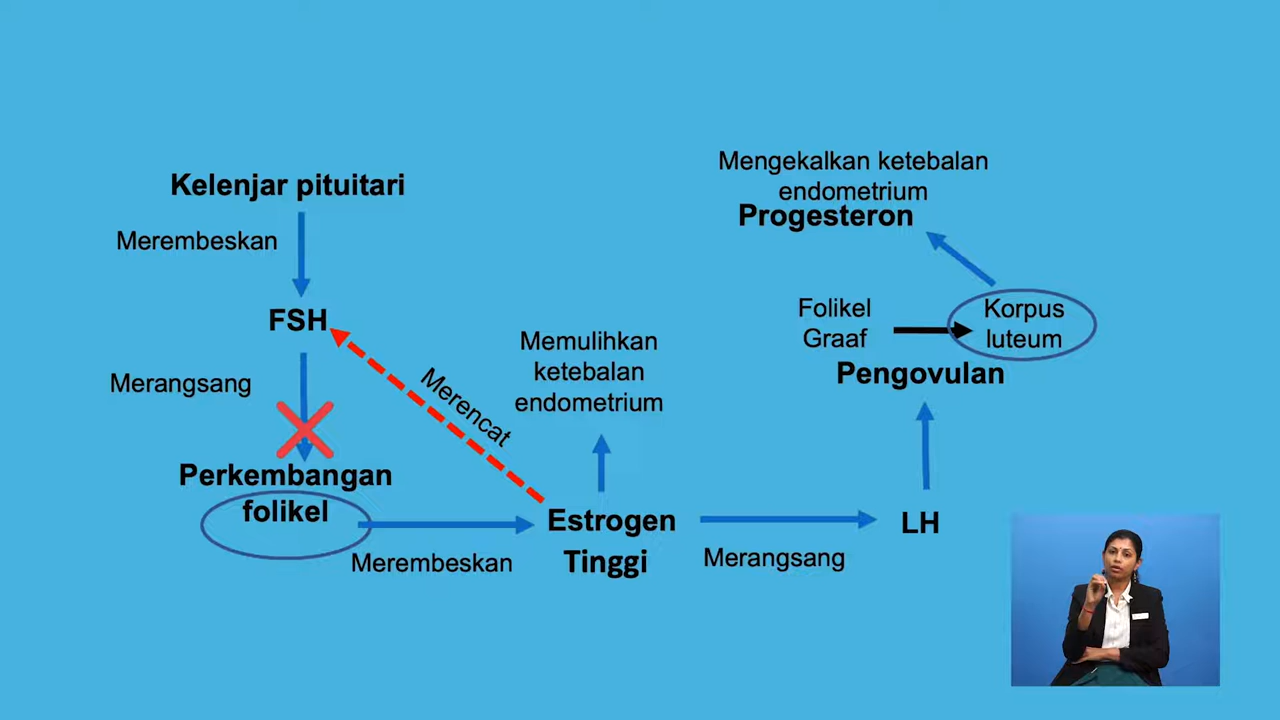 Kelenjar pituitari
Merembeskan
FSH
Merangsang
Perkembangan
folikel
Merembeskan
Merencat
Memulihkan
ketebalan
endometrium
Estrogen
Tinggi
Merangsang
LH
Mengekalkan ketebalan
endometrium
Progesteron
Folikel
Graaf
Korpus
luteum
Pengovulan